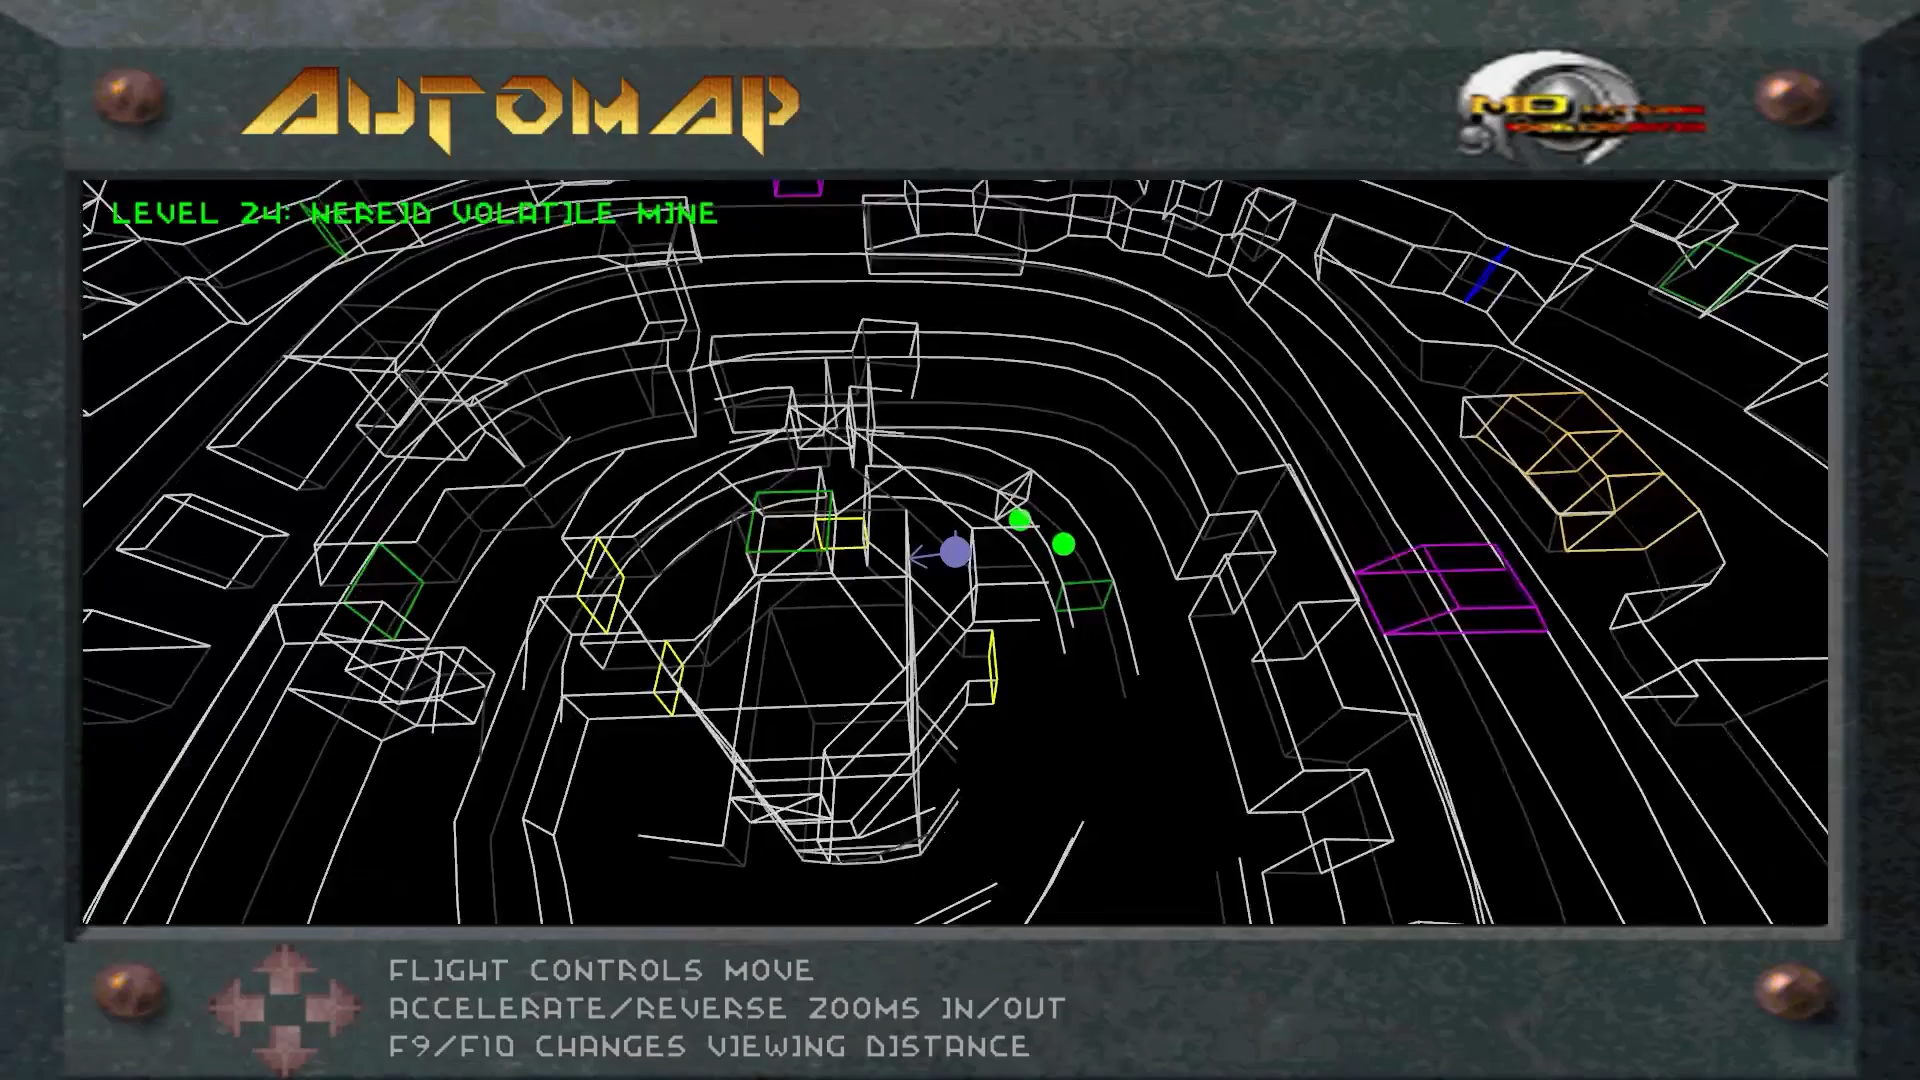 AUTOMAP
MD
LEVEL 24: NEREID VOLATILE MINE
FLIGHT CONTROLS MOVE
ACCELERATE/REVERSE ZOOMS IN/OUT
F9/F10 CHANGES VIEWING DISTANCE